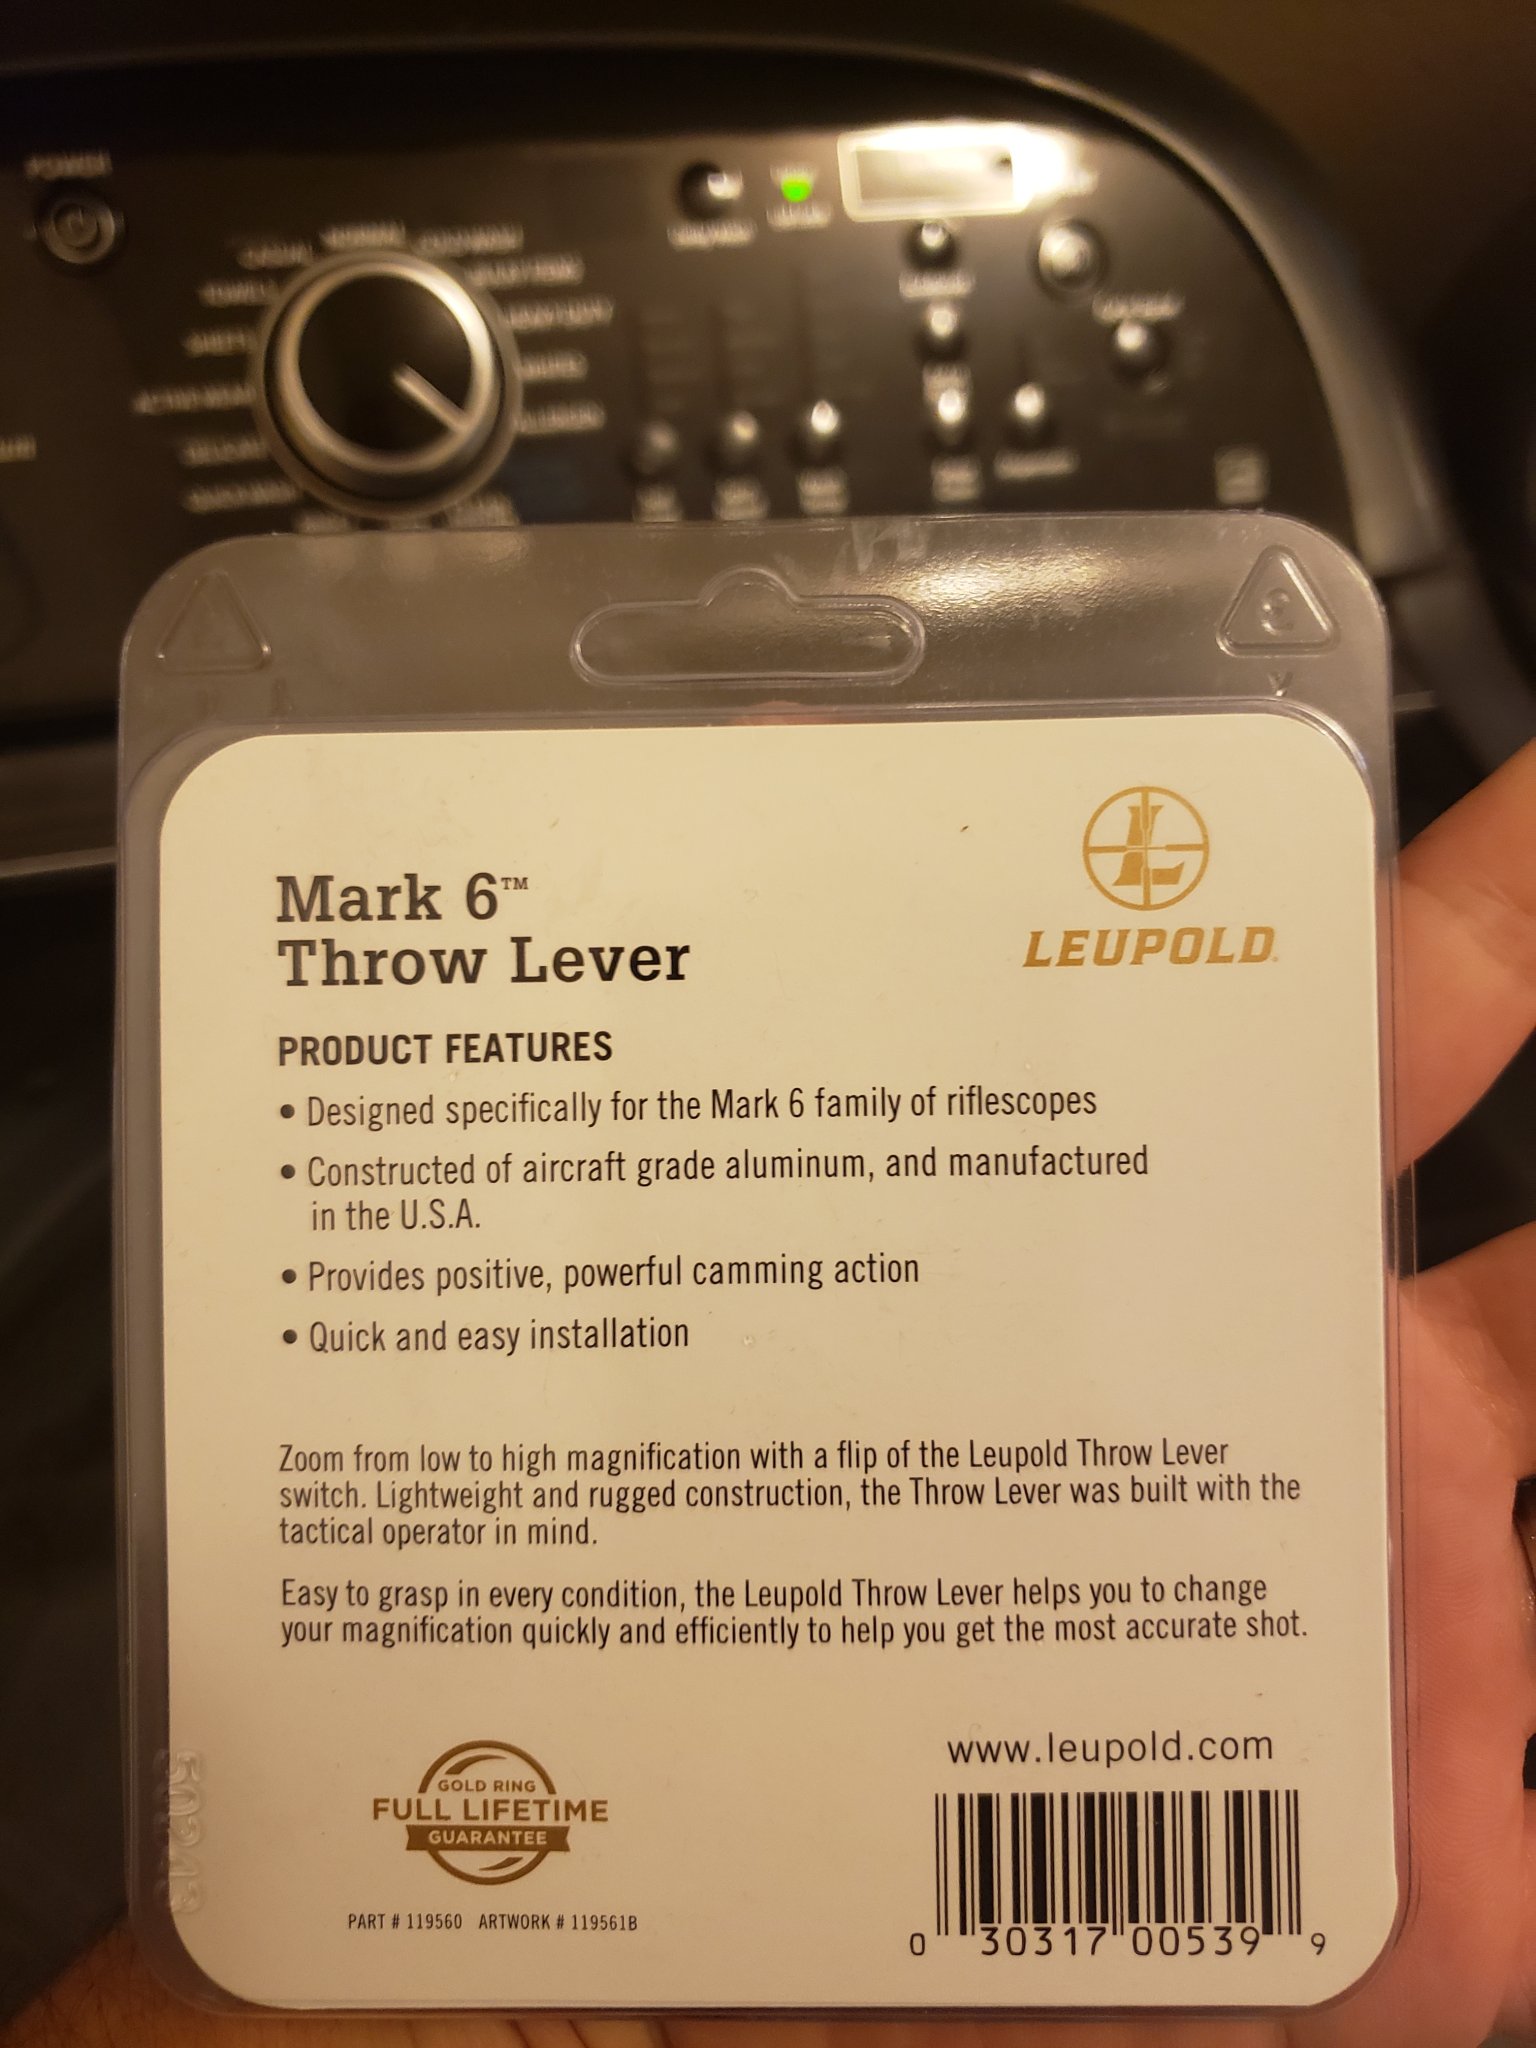 POWER
NORMAL
Mark 6™
Throw Lever
LEUPOLD®
PRODUCT FEATURES
• Designed specifically for the Mark 6 family of riflescopes
• Constructed of aircraft grade aluminum, and manufactured
in the U.S.A.
• Provides positive, powerful camming action
• Quick and easy installation
Zoom from low to high magnification with a flip of the Leupold Throw Lever
switch. Lightweight and rugged construction, the Throw Lever was built with the
tactical operator in mind.
Easy to grasp in every condition, the Leupold Throw Lever helps you to change
your magnification quickly and efficiently to help you get the most accurate shot.
www.leupold.com
GOLD RING
FULL LIFETIME
GUARANTEE
PART # 119560 ARTWORK # 119561B
0 30317 00539 9